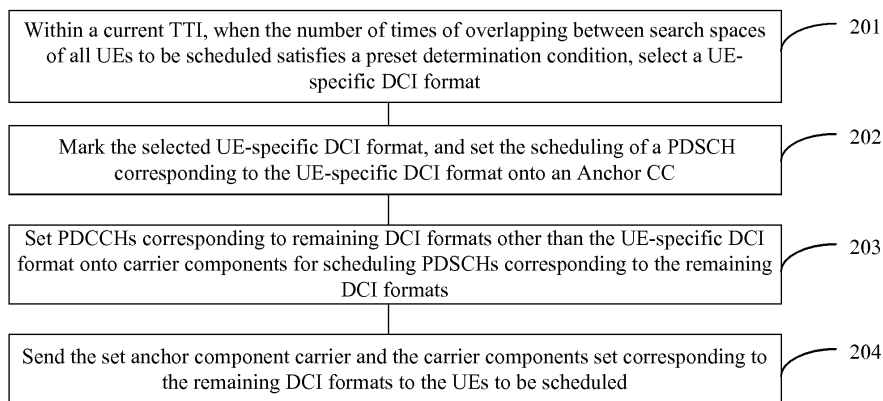 Within a current TTI, when the number of times of overlapping between search spaces
of all UEs to be scheduled satisfies a preset determination condition, select a UE-
specific DCI format
201
Mark the selected UE-specific DCI format, and set the scheduling of a PDSCH
corresponding to the UE-specific DCI format onto an Anchor CC
202
Set PDCCHs corresponding to remaining DCI formats other than the UE-specific DCI
format onto carrier components for scheduling PDSCHs corresponding to the remaining
DCI formats
203
Send the set anchor component carrier and the carrier components set corresponding to
the remaining DCI formats to the UEs to be scheduled
204